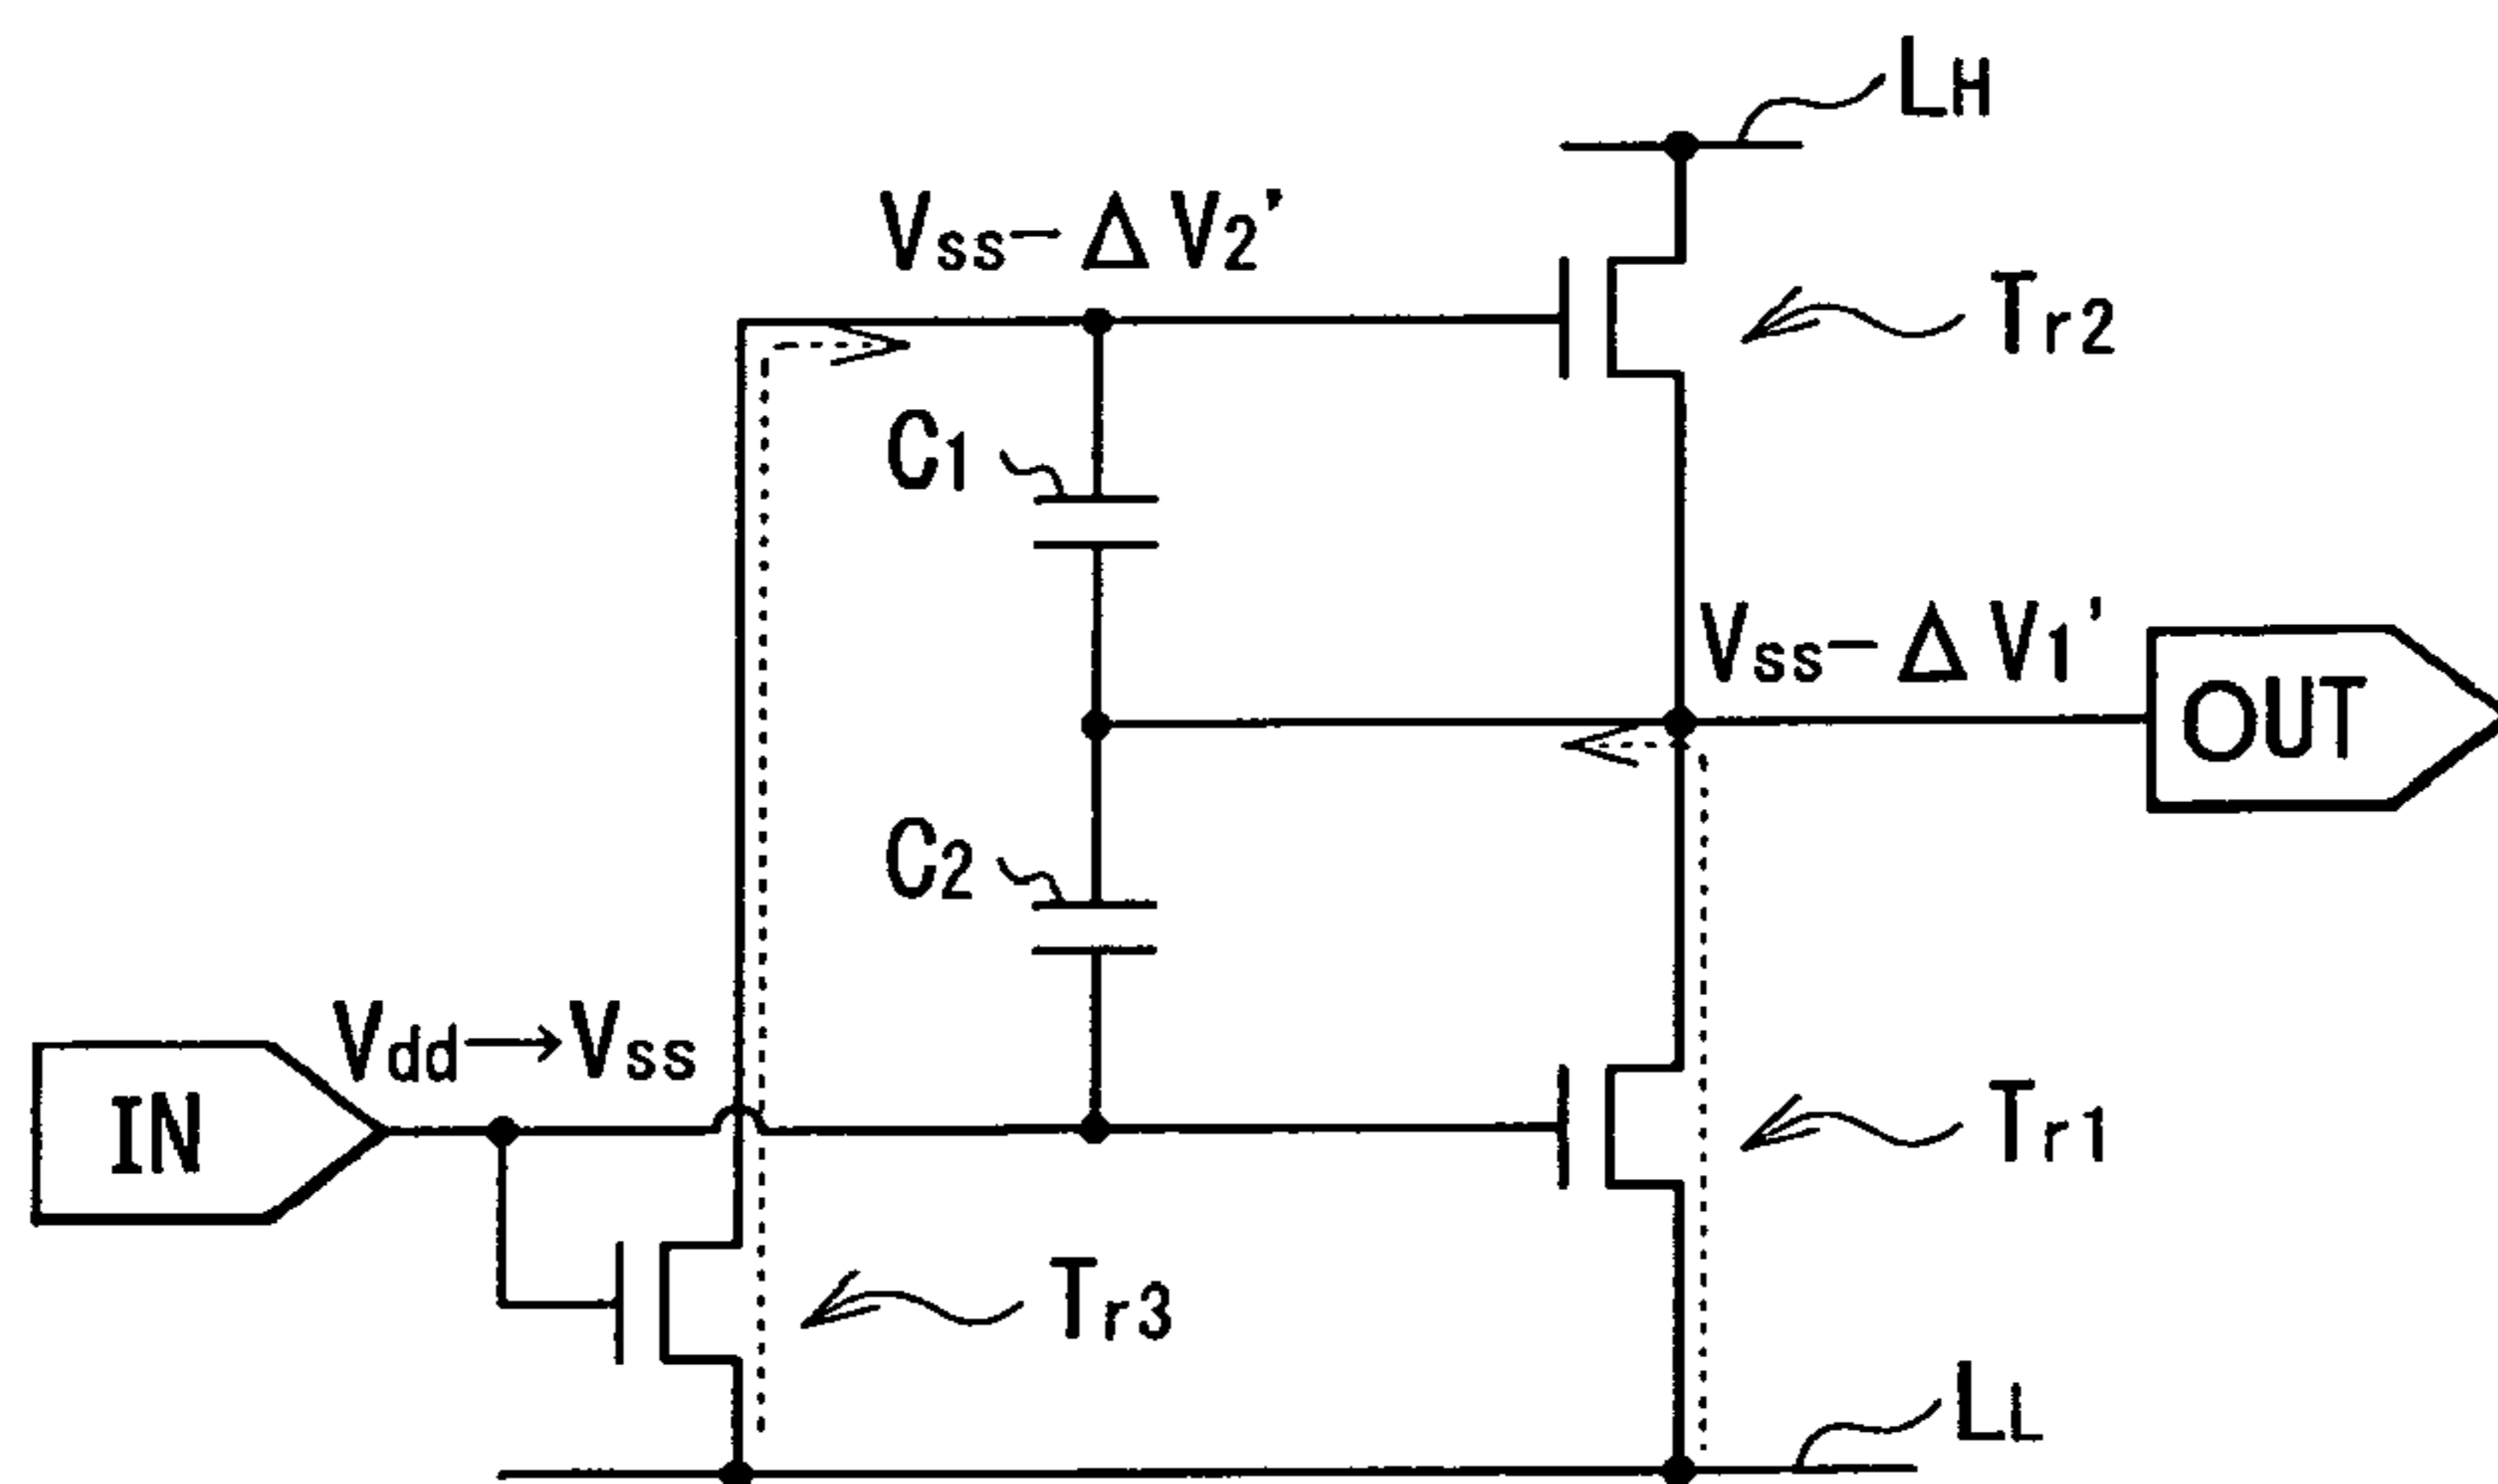 LH
Vss-ΔV2'
Tr2
C1
Vss-ΔV1'
OUT
C2
Vdd→Vss
IN
Tr1
Tr3
LL